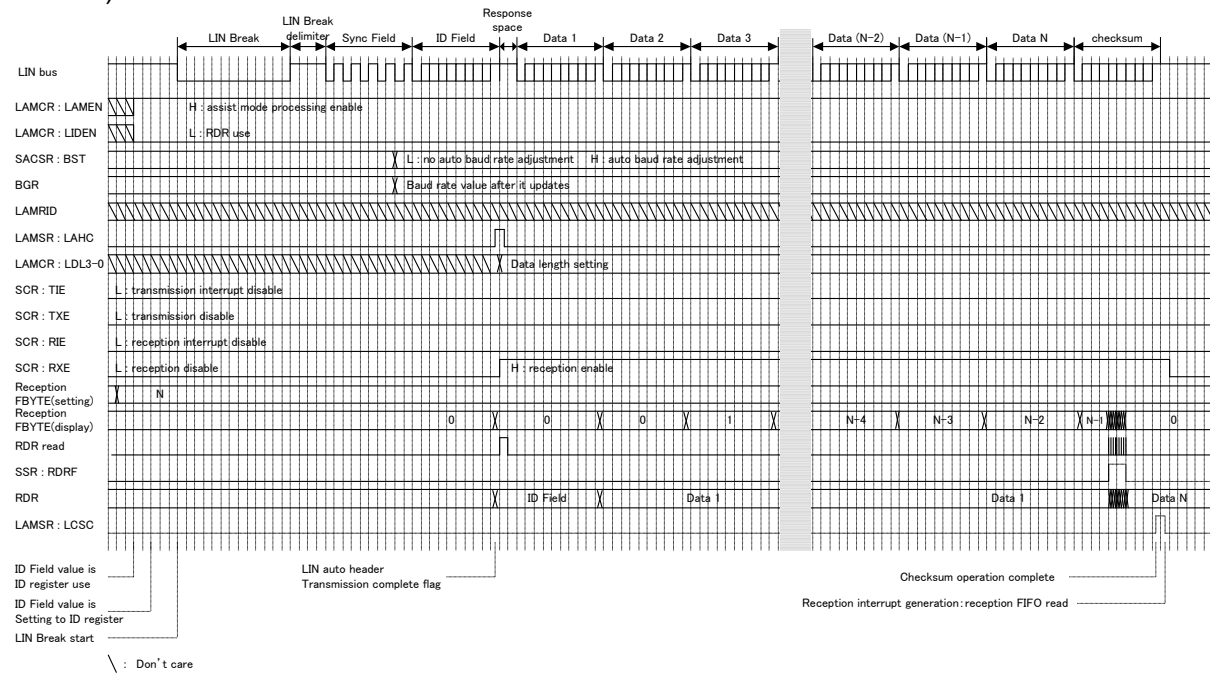 Response
space
LIN Break
delimiter
LIN Break
Sync Field
ID Field
Data 1
Data 2
Data 3
Data (N-2)
Data (N-1)
Data N
checksum
LIN bus
LAMCR : LAMEN
H : assist mode processing enable
LAMCR : LIDEN
L : RDR use
SACSR : BST
L : no auto baud rate adjustment H : auto baud rate adjustment
BGR
Baud rate value after it updates
LAMRID
LAMSR : LAHC
LAMCR : LDL3-0
Data length setting
SCR : TIE
L : transmission interrupt disable
SCR : TXE
L : transmission disable
SCR : RIE
L : reception interrupt disable
SCR : RXE
L : reception disable
H : reception enable
Reception
FBYTE(setting)
N
Reception
FBYTE(display)
0 0 0 1 N-4 N-3 N-2 N-1 0
RDR read
SSR : RDRF
RDR
ID Field Data 1 Data 1 Data N
LAMSR : LCSC
ID Field value is
ID register use
LIN auto header
Transmission complete flag
Checksum operation complete
ID Field value is
Setting to ID register
Reception interrupt generation:reception FIFO read
LIN Break start
\ : Don't care